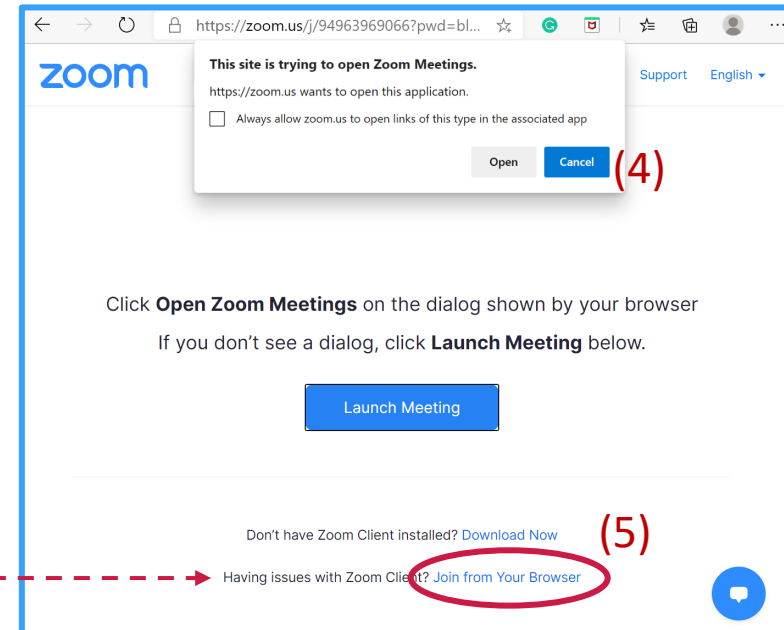 https://zoom.us/j/94963969066?pwd=bl...
zoom
Support English
This site is trying to open Zoom Meetings.
https://zoom.us wants to open this application.
Always allow zoom.us to open links of this type in the associated app
Open Cancel (4)
Click Open Zoom Meetings on the dialog shown by your browser
If you don't see a dialog, click Launch Meeting below.
Launch Meeting
Don't have Zoom Client installed? Download Now (5)
Having issues with Zoom Client? Join from Your Browser